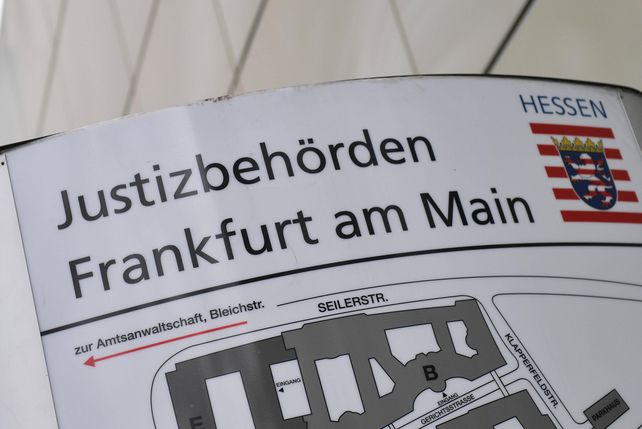 HESSEN
Justizbehörden
Frankfurt am Main
zur Amtsanwaltschaft, Bleichstr.
SEILERSTR.
KLAPPERFELDSTR.
EINGANG
B
EINGANG
GERICHTSSTRASSE
E
PARKHAUS